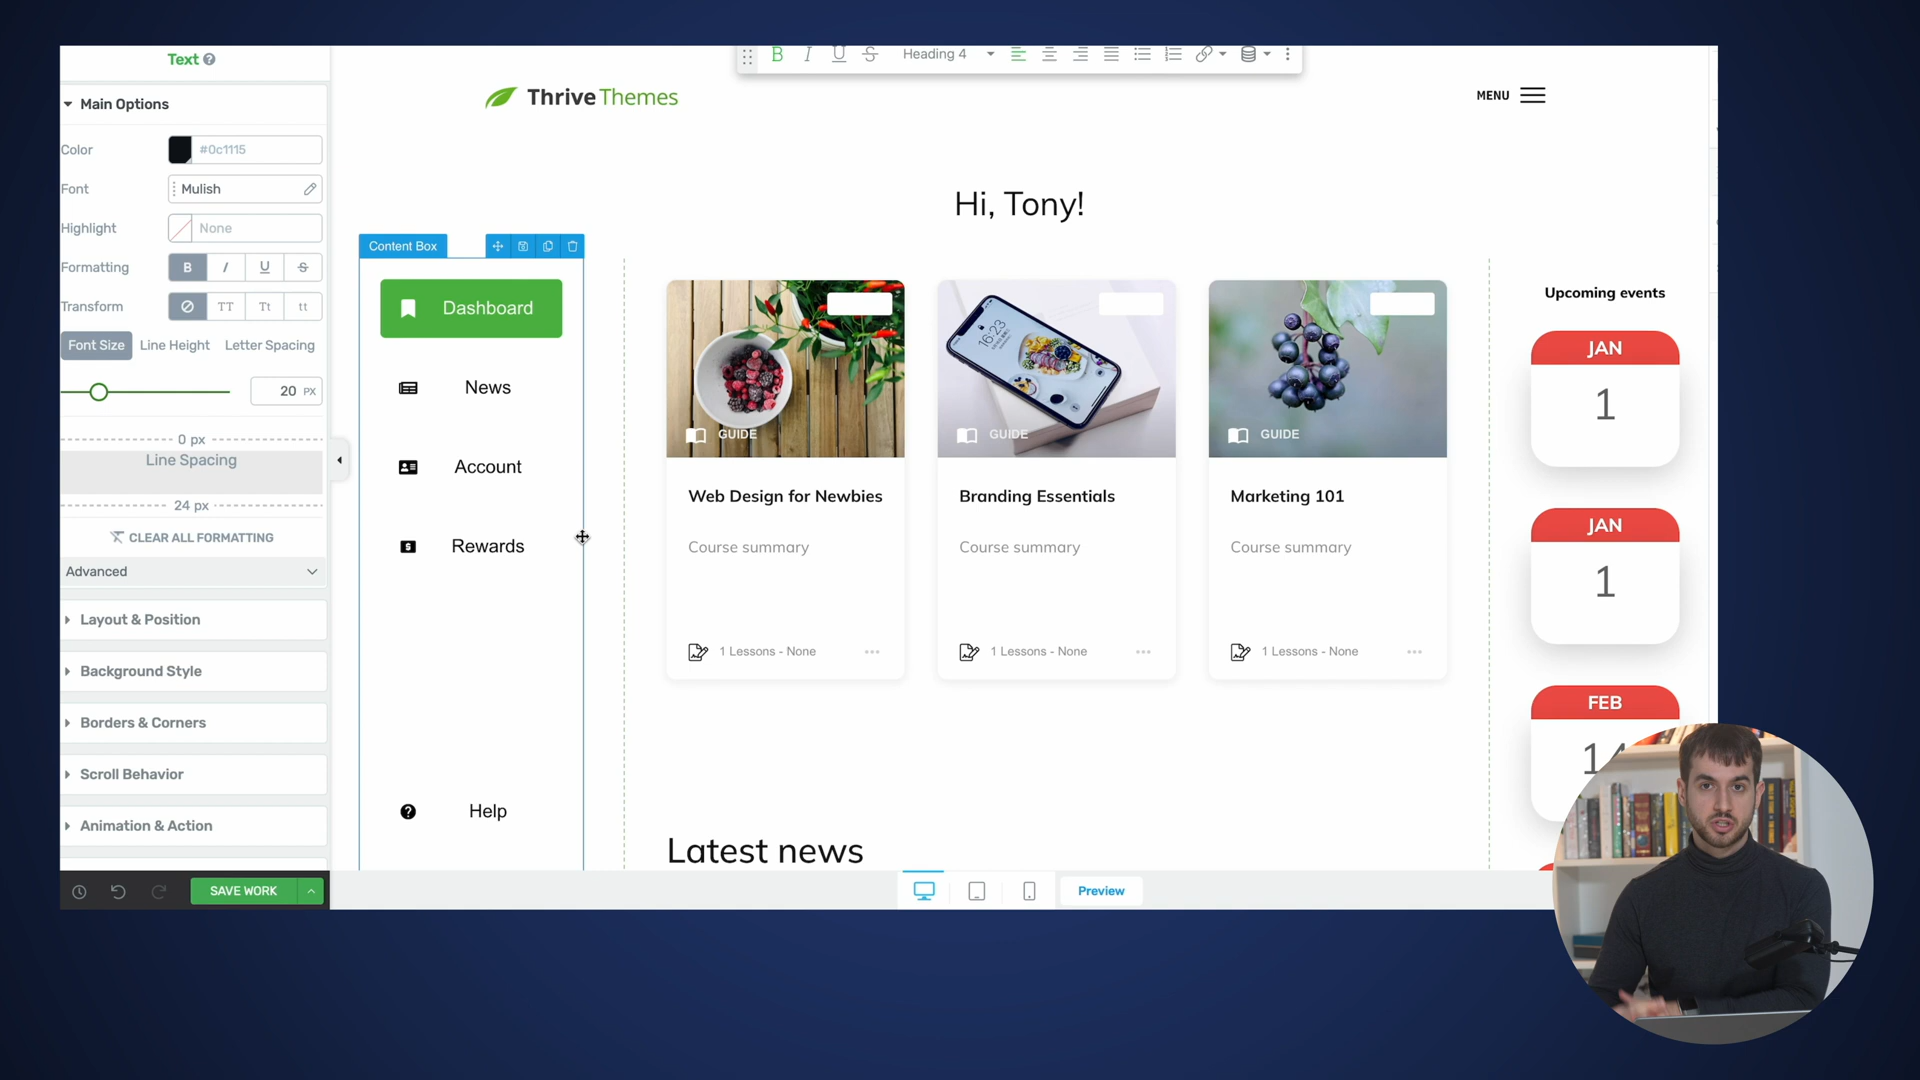 Text
Main Options
Color #0c1115
Font Mulish
Highlight None
Formatting B I U S
Transform TT Tt tt
Font Size Line Height Letter Spacing
20 PX
0 px
Line Spacing
24 px
CLEAR ALL FORMATTING
Advanced
Layout & Position
Background Style
Borders & Corners
Scroll Behavior
Animation & Action
SAVE WORK
B I U S Heading 4
Thrive Themes
MENU
Hi, Tony!
Content Box
Dashboard
News
Account
Rewards
Help
16:23
GUIDE
Web Design for Newbies
Course summary
1 Lessons - None
GUIDE
Branding Essentials
Course summary
1 Lessons - None
GUIDE
Marketing 101
Course summary
1 Lessons - None
Latest news
Upcoming events
JAN
1
JAN
1
FEB
14
Preview